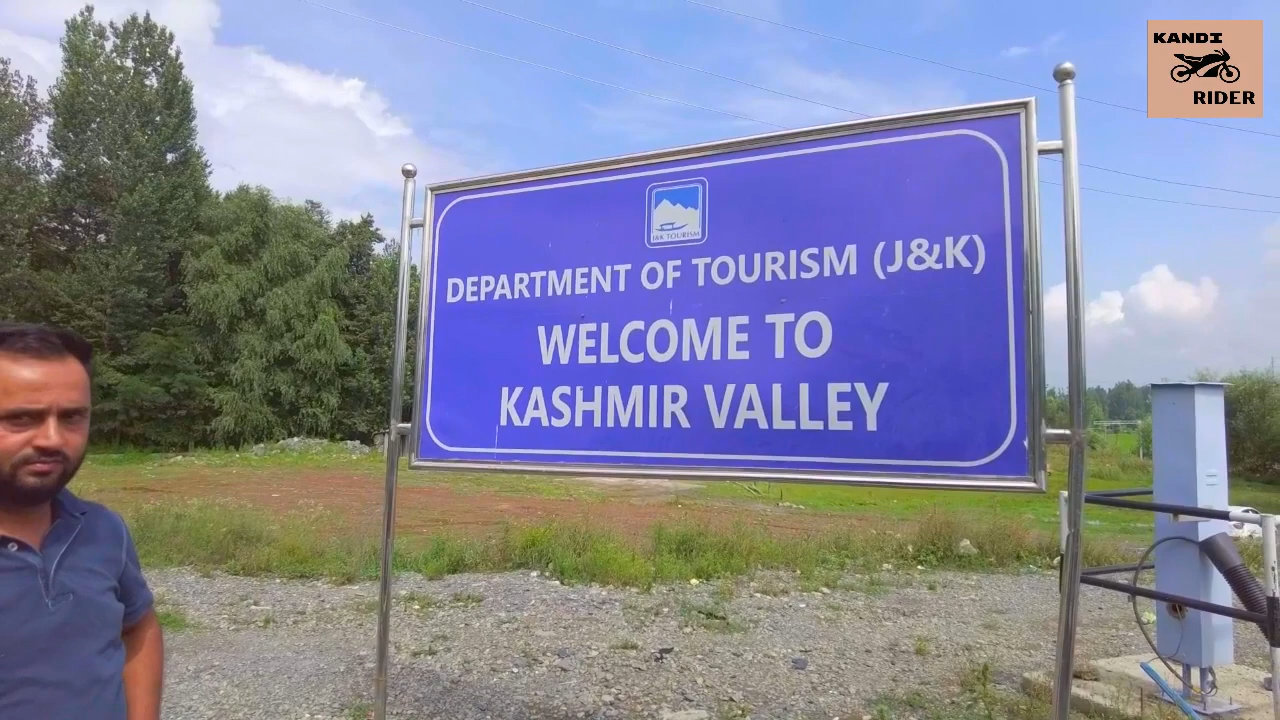 KANDI
RIDER
J&K TOURISM
DEPARTMENT OF TOURISM (J&K)
WELCOME TO
KASHMIR VALLEY